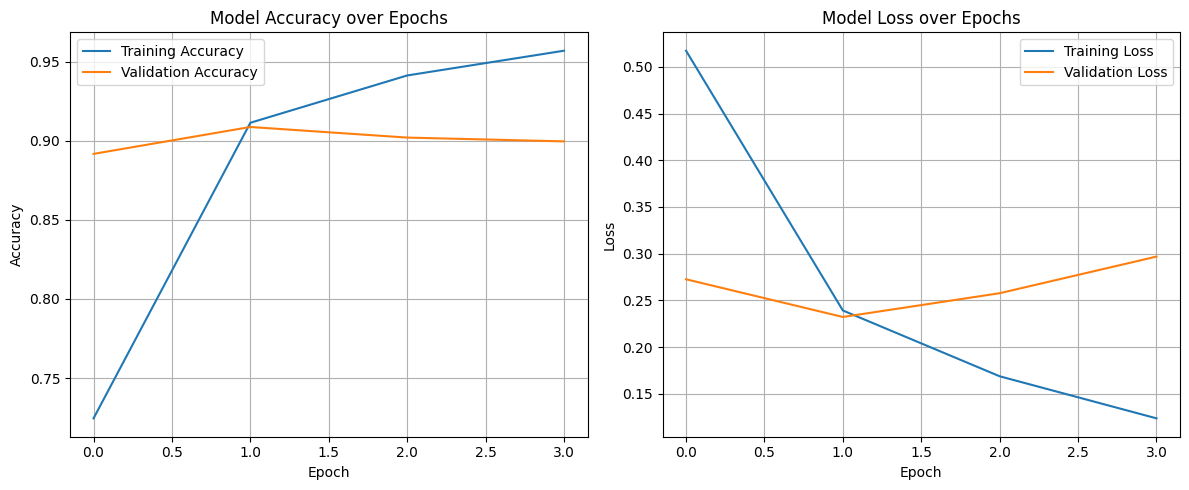 Model Accuracy over Epochs
Training Accuracy
Validation Accuracy
0.95
0.90
0.85
0.80
0.75
Accuracy
0.0 0.5 1.0 1.5 2.0 2.5 3.0
Epoch
Model Loss over Epochs
Training Loss
Validation Loss
0.50
0.45
0.40
0.35
0.30
0.25
0.20
0.15
Loss
0.0 0.5 1.0 1.5 2.0 2.5 3.0
Epoch